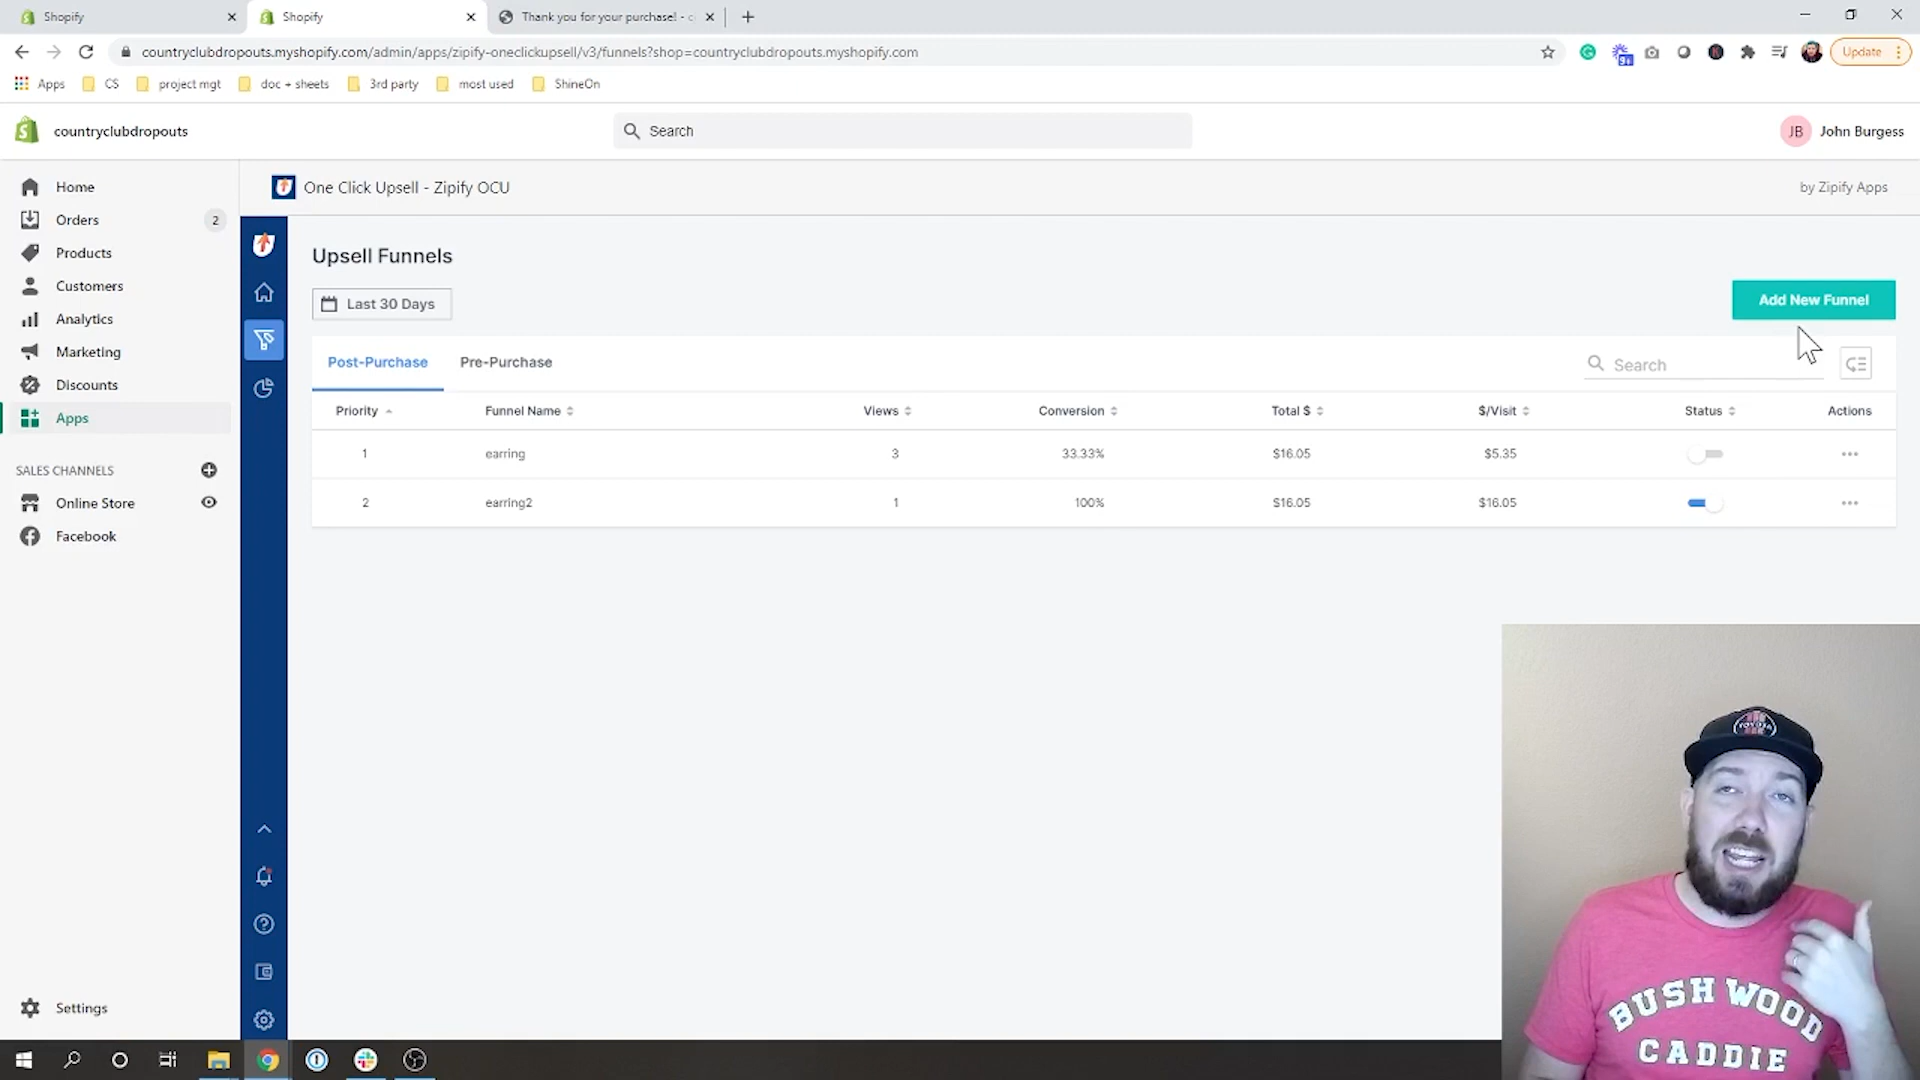 Shopify
Shopify
Thank you for your purchase! - c
countryclubdropouts.myshopify.com/admin/apps/zipify-oneclickupsell/v3/funnels?shop=countryclubdropouts.myshopify.com
9+
Update
Apps
CS
project mgt
doc + sheets
3rd party
most used
ShineOn
countryclubdropouts
Search
JB
John Burgess
Home
Orders
2
Products
Customers
Analytics
Marketing
Discounts
Apps
SALES CHANNELS
Online Store
Facebook
Settings
One Click Upsell - Zipify OCU
by Zipify Apps
Upsell Funnels
Last 30 Days
Add New Funnel
Post-Purchase
Pre-Purchase
Search
Priority Funnel Name Views Conversion Total $ $/Visit Status Actions
1 earring 3 33.33% $16.05 $5.35
2 earring2 1 100% $16.05 $16.05
TOYOTA
BUSH WOOD
CADDIE